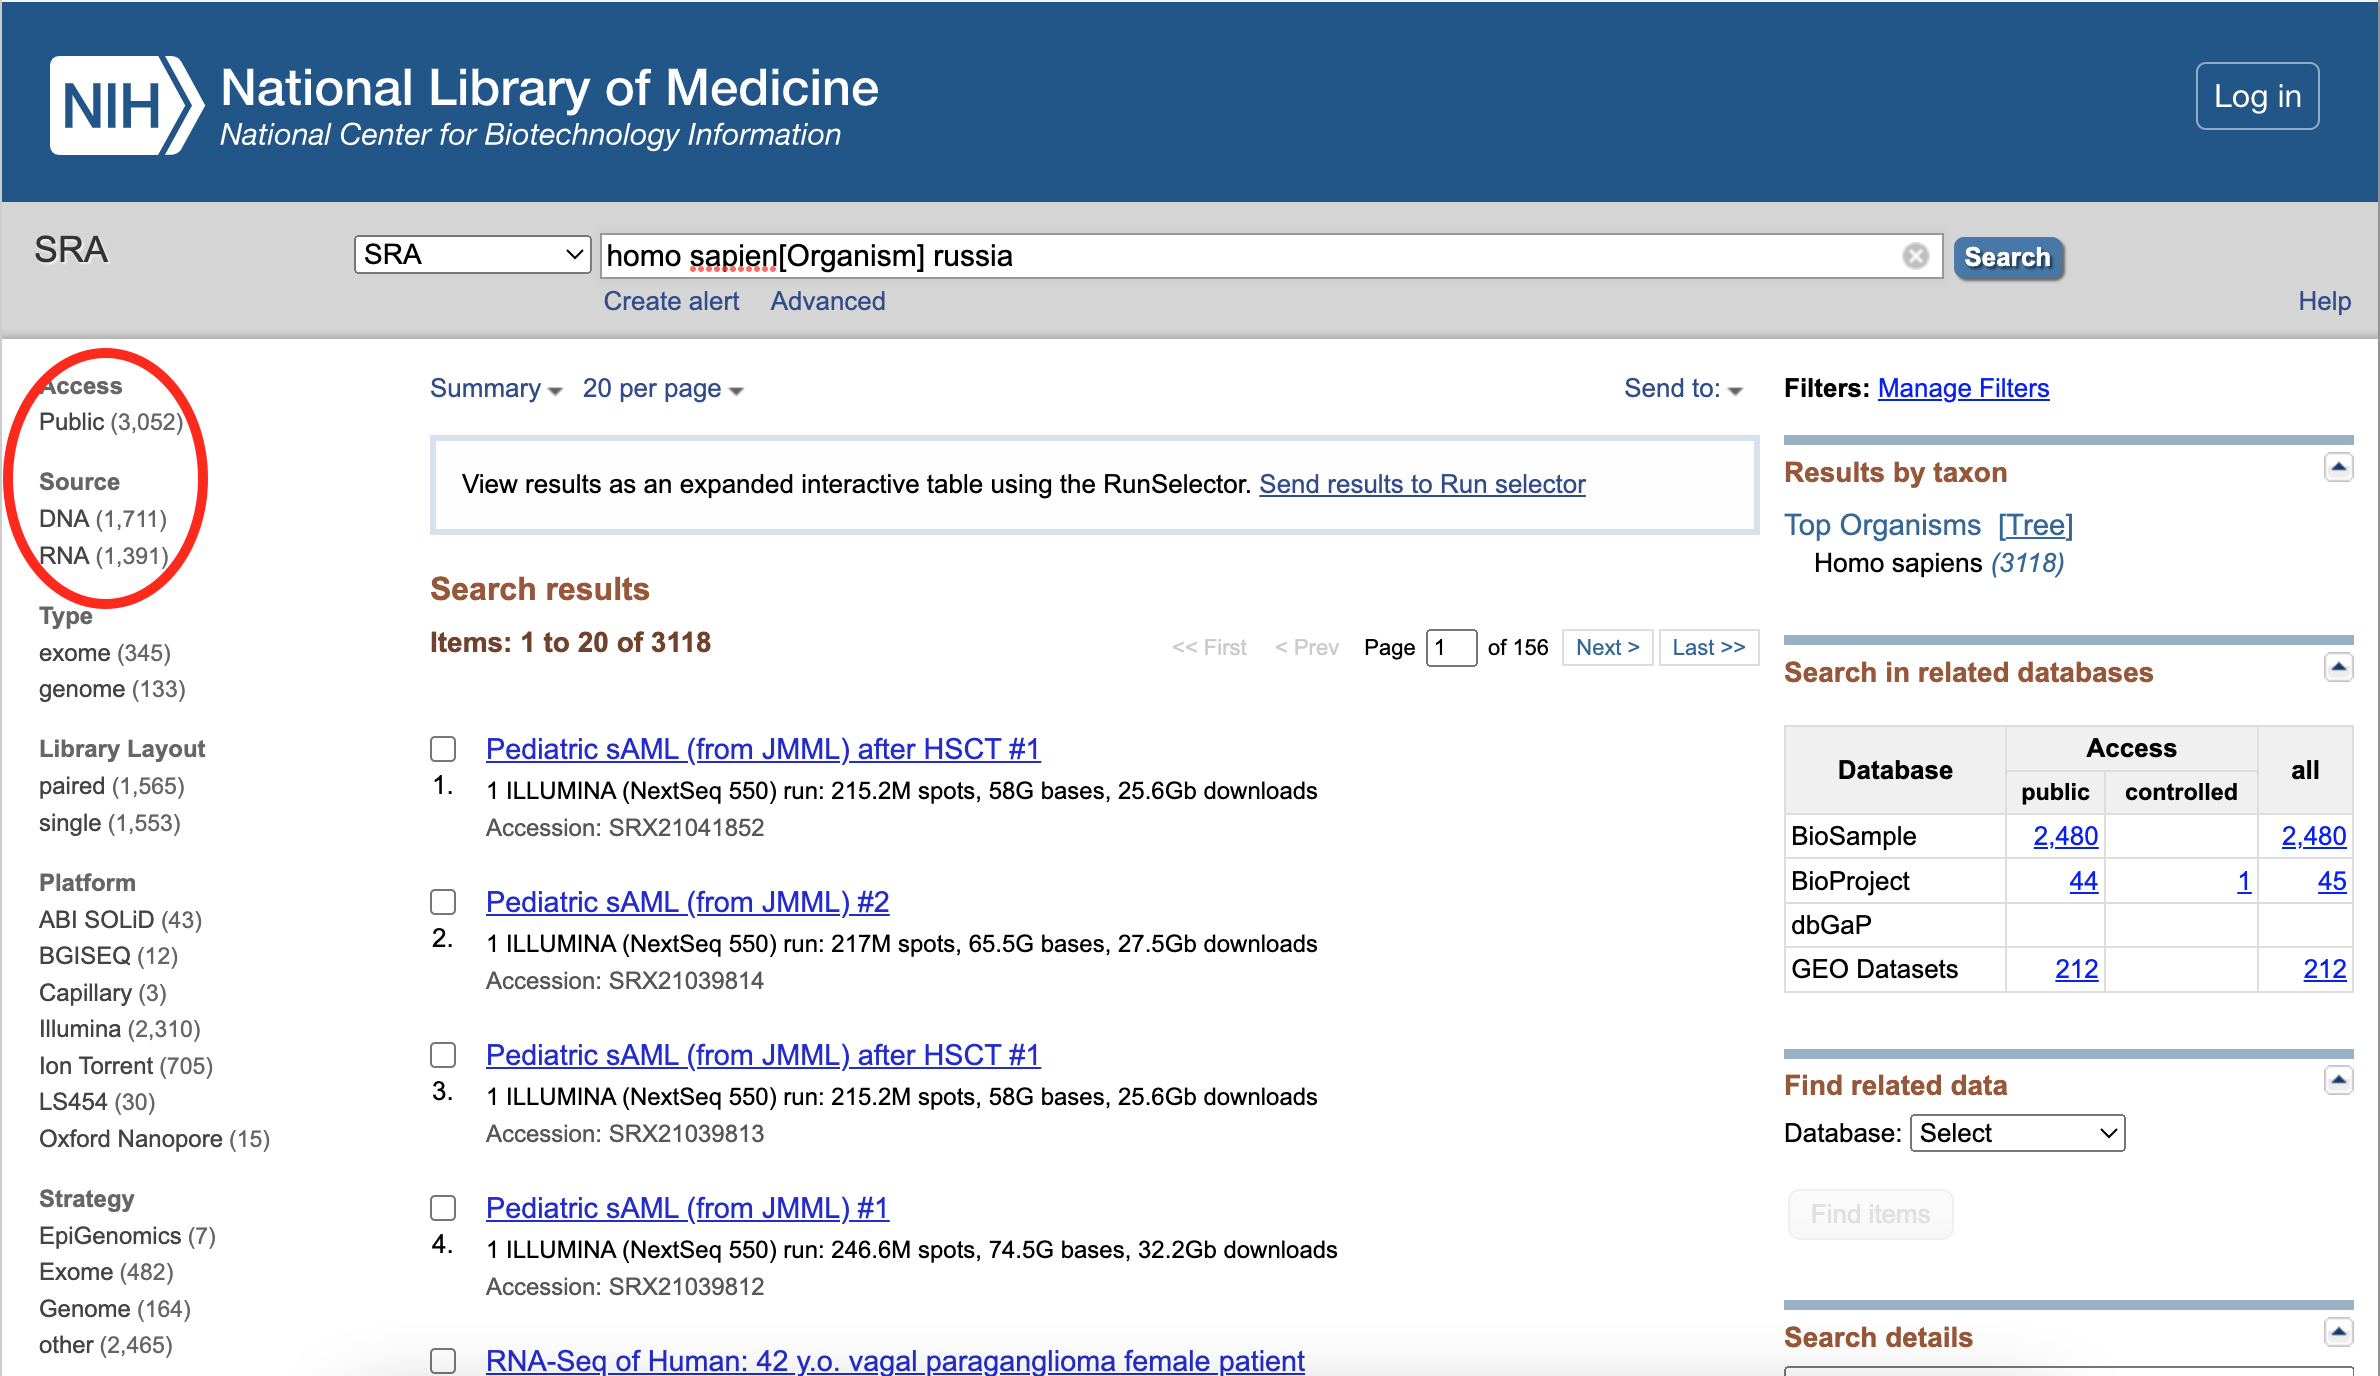 NIH National Library of Medicine
National Center for Biotechnology Information
Log in
SRA
SRA
homo sapien[Organism] russia
Search
Create alert Advanced
Help
Access
Public (3,052)
Source
DNA (1,711)
RNA (1,391)
Type
exome (345)
genome (133)
Library Layout
paired (1,565)
single (1,553)
Platform
ABI SOLiD (43)
BGISEQ (12)
Capillary (3)
Illumina (2,310)
Ion Torrent (705)
LS454 (30)
Oxford Nanopore (15)
Strategy
EpiGenomics (7)
Exome (482)
Genome (164)
other (2,465)
Summary 20 per page
Send to:
View results as an expanded interactive table using the RunSelector. Send results to Run selector
Search results
Items: 1 to 20 of 3118
<< First < Prev Page 1 of 156 Next > Last >>
Pediatric sAML (from JMML) after HSCT #1
1. 1 ILLUMINA (NextSeq 550) run: 215.2M spots, 58G bases, 25.6Gb downloads
Accession: SRX21041852
Pediatric sAML (from JMML) #2
2. 1 ILLUMINA (NextSeq 550) run: 217M spots, 65.5G bases, 27.5Gb downloads
Accession: SRX21039814
Pediatric sAML (from JMML) after HSCT #1
3. 1 ILLUMINA (NextSeq 550) run: 215.2M spots, 58G bases, 25.6Gb downloads
Accession: SRX21039813
Pediatric sAML (from JMML) #1
4. 1 ILLUMINA (NextSeq 550) run: 246.6M spots, 74.5G bases, 32.2Gb downloads
Accession: SRX21039812
RNA-Seq of Human: 42 y.o. vagal paraganglioma female patient
Filters: Manage Filters
Results by taxon
Top Organisms [Tree]
Homo sapiens (3118)
Search in related databases
Database Access all
public controlled
BioSample 2,480 2,480
BioProject 44 1 45
dbGaP
GEO Datasets 212 212
Find related data
Database: Select
Find items
Search details